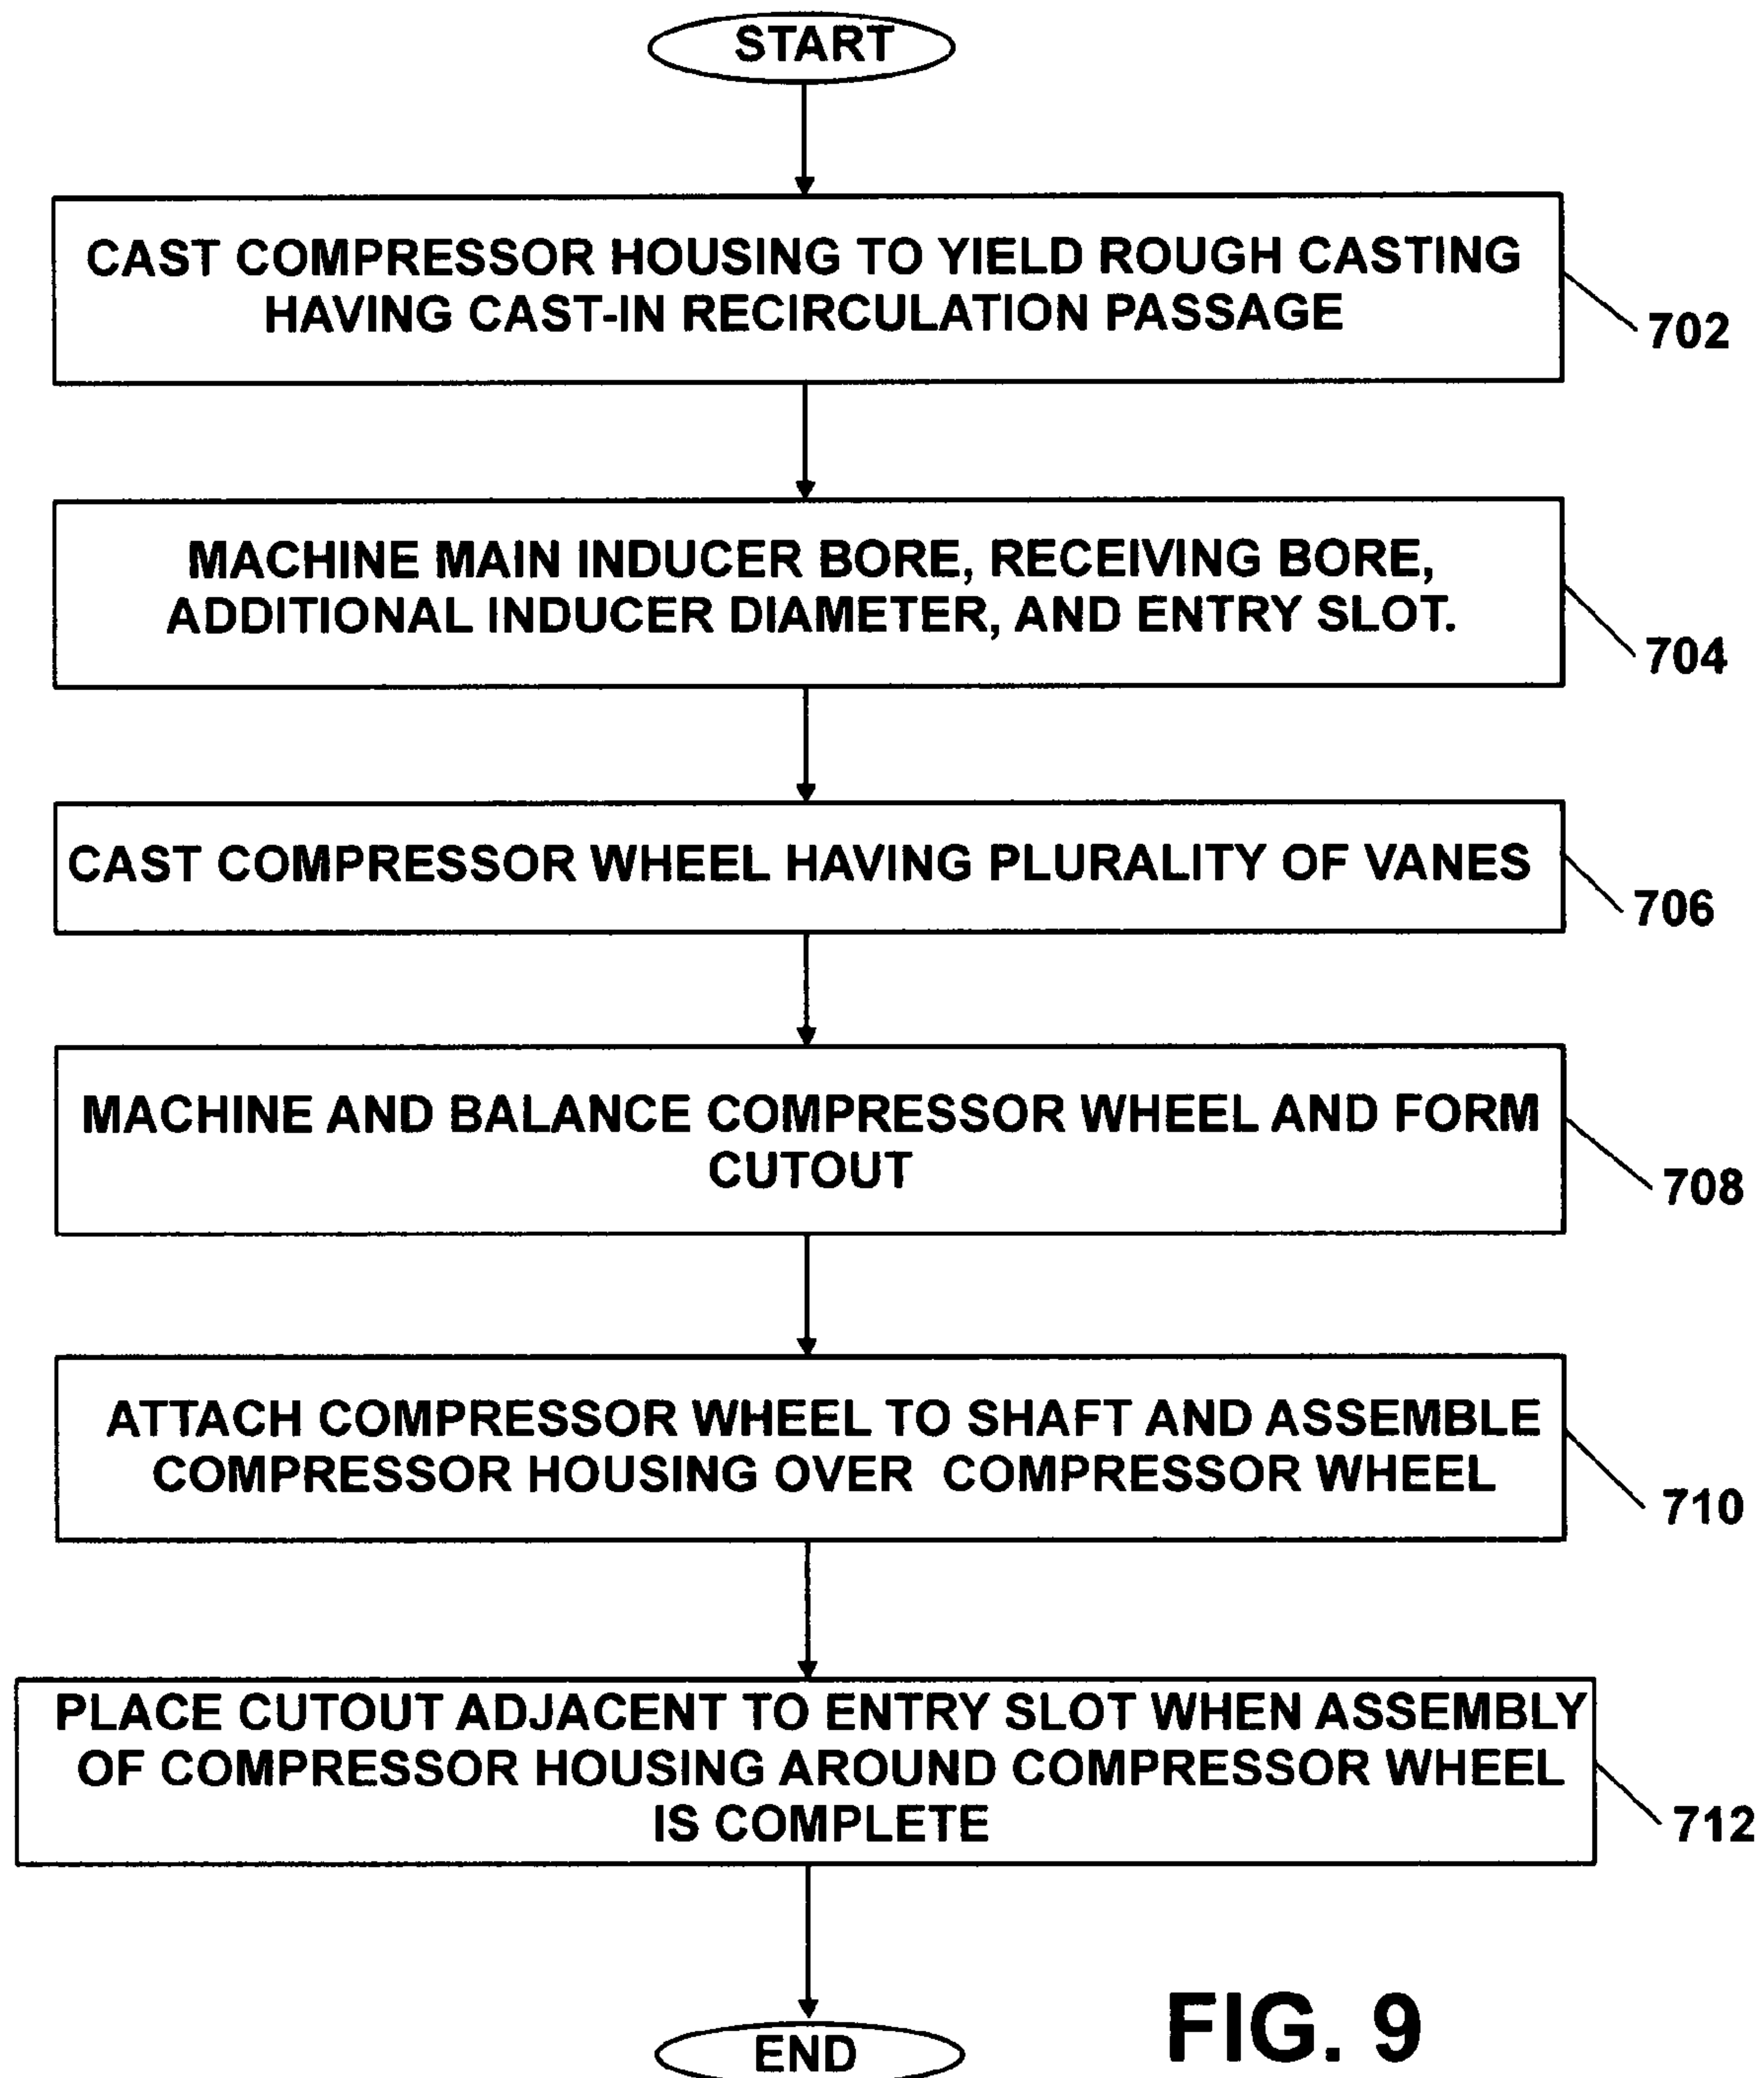 START
CAST COMPRESSOR HOUSING TO YIELD ROUGH CASTING
HAVING CAST-IN RECIRCULATION PASSAGE
702
MACHINE MAIN INDUCER BORE, RECEIVING BORE,
ADDITIONAL INDUCER DIAMETER, AND ENTRY SLOT.
704
CAST COMPRESSOR WHEEL HAVING PLURALITY OF VANES
706
MACHINE AND BALANCE COMPRESSOR WHEEL AND FORM
CUTOUT
708
ATTACH COMPRESSOR WHEEL TO SHAFT AND ASSEMBLE
COMPRESSOR HOUSING OVER COMPRESSOR WHEEL
710
PLACE CUTOUT ADJACENT TO ENTRY SLOT WHEN ASSEMBLY
OF COMPRESSOR HOUSING AROUND COMPRESSOR WHEEL
IS COMPLETE
712
END
FIG. 9